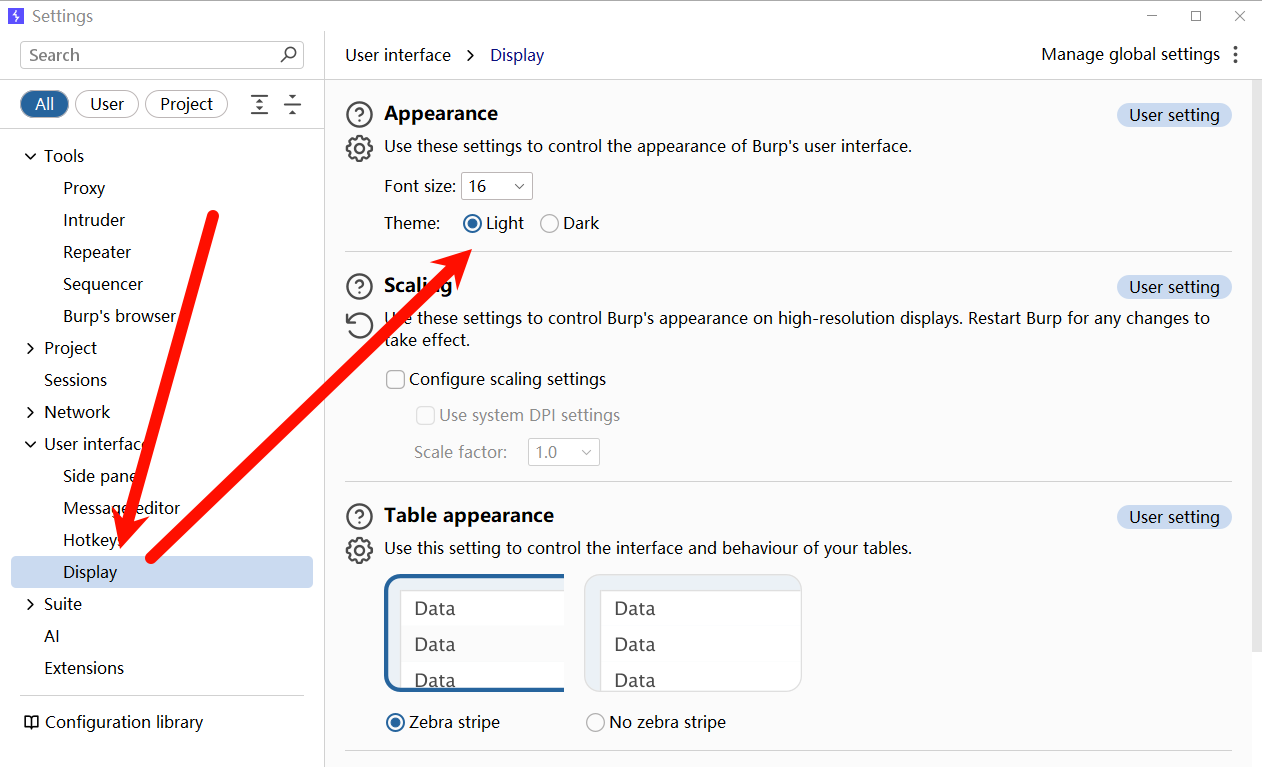 Settings
Search
All
User
Project
Tools
Proxy
Intruder
Repeater
Sequencer
Burp's browser
Project
Sessions
Network
User interface
Side panel
Message editor
Hotkeys
Display
Suite
AI
Extensions
Configuration library
User interface > Display
Manage global settings
Appearance
User setting
Use these settings to control the appearance of Burp's user interface.
Font size: 16
Theme: Light Dark
Scaling
User setting
Use these settings to control Burp's appearance on high-resolution displays. Restart Burp for any changes to
take effect.
Configure scaling settings
Use system DPI settings
Scale factor: 1.0
Table appearance
User setting
Use this setting to control the interface and behaviour of your tables.
Data
Data
Data
Data
Data
Data
Zebra stripe
No zebra stripe